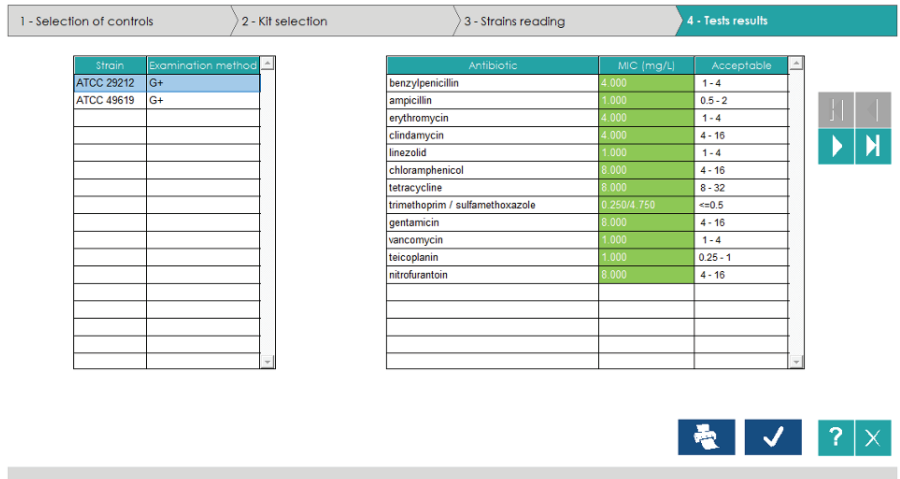 1 - Selection of controls 2 - Kit selection 3 - Strains reading 4 - Tests results
Strain Examination method
ATCC 29212 G+
ATCC 49619 G+
Antibiotic MIC (mg/L) Acceptable
benzylpenicillin 4.000 1 - 4
ampicillin 1.000 0.5 - 2
erythromycin 4.000 1 - 4
clindamycin 4.000 4 - 16
linezolid 1.000 1 - 4
chloramphenicol 8.000 4 - 16
tetracycline 8.000 8 - 32
trimethoprim / sulfamethoxazole 0.250/4.750 <=0.5
gentamicin 8.000 4 - 16
vancomycin 1.000 1 - 4
teicoplanin 1.000 0.25 - 1
nitrofurantoin 8.000 4 - 16
? X